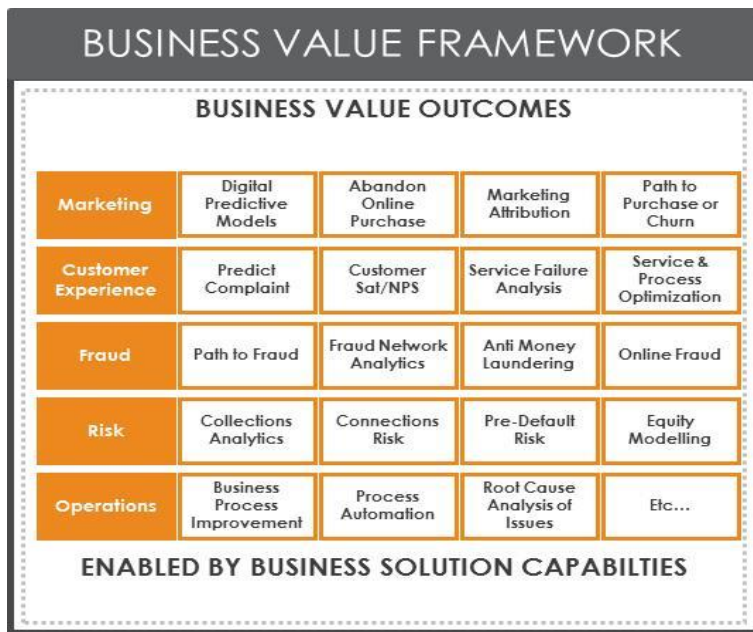 BUSINESS VALUE FRAMEWORK
BUSINESS VALUE OUTCOMES
Marketing
Digital
Predictive
Models
Abandon
Online
Purchase
Marketing
Attribution
Path to
Purchase or
Churn
Customer
Experience
Predict
Complaint
Customer
Sat/NPS
Service Failure
Analysis
Service &
Process
Optimization
Fraud
Path to Fraud
Fraud Network
Analytics
Anti Money
Laundering
Online Fraud
Risk
Collections
Analytics
Connections
Risk
Pre-Default
Risk
Equity
Modelling
Operations
Business
Process
Improvement
Process
Automation
Root Cause
Analysis of
Issues
Etc...
ENABLED BY BUSINESS SOLUTION CAPABILTIES